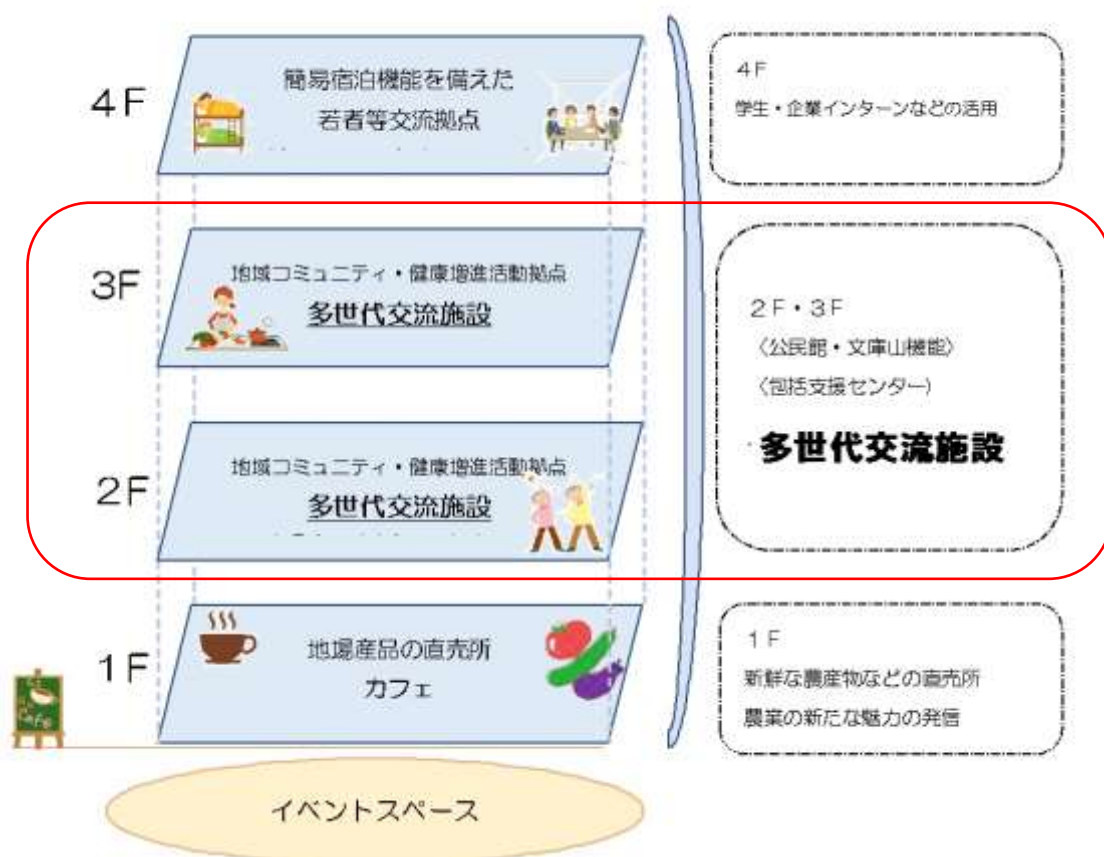 4F
簡易宿泊機能を備えた
若者等交流拠点
4F
学生・企業インターンなどの活用
3F
地域コミュニティ・健康増進活動拠点
多世代交流施設
2F
地域コミュニティ・健康増進活動拠点
多世代交流施設
2F・3F
〈公民館・文庫山機能〉
〈包括支援センター)
多世代交流施設
1F
地場産品の直売所
カフェ
Cafe
1F
新鮮な農産物などの直売所
農業の新たな魅力の発信
イベントスペース